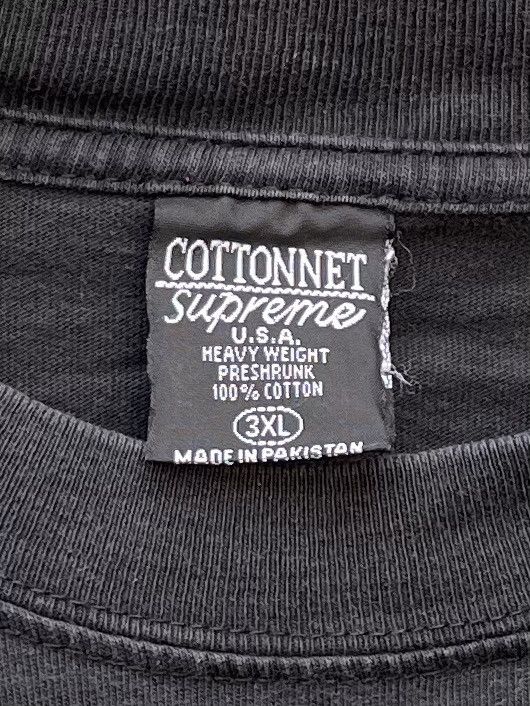 COTTONNET
Supreme
U.S.A.
HEAVY WEIGHT
PRESHRUNK
100% COTTON
3XL
MADE IN PAKISTAN